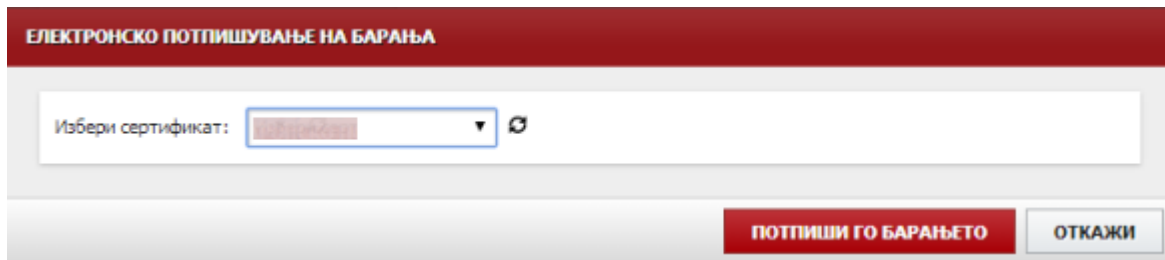 ЕЛЕКТРОНСКО ПОТПИШУВАЊЕ НА БАРАЊА
Избери сертификат:
ПОТПИШИ ГО БАРАЊЕТО ОТКАЖИ